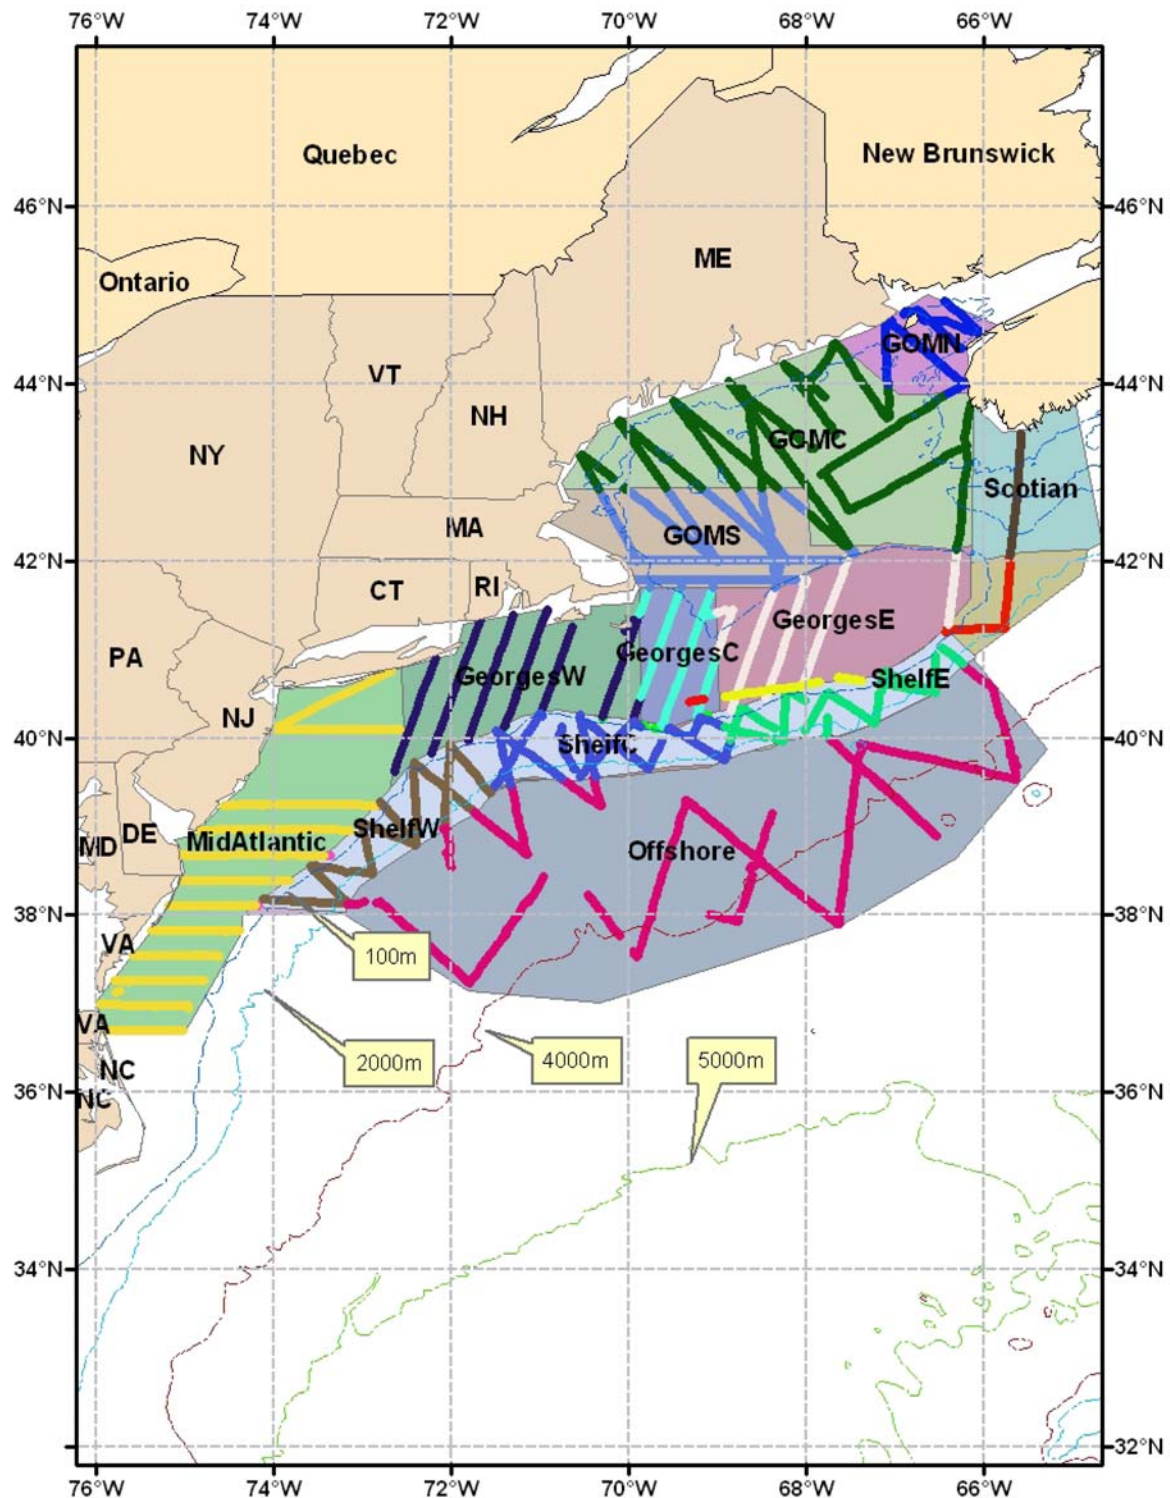 76°W 74°W 72°W 70°W 68°W 66°W
Quebec
New Brunswick
46°N 46°N
ME
Ontario
GOMN
VT
44°N 44°N
NH
GOMC
NY
Scotian
MA
GOMS
42°N 42°N
CT
RI
GeorgesE
PA
GeorgesC
GeorgesW
ShelfE
NJ
40°N ShelfC 40°N
ShelfW
DE
MidAtlantic
MD
Offshore
38°N 38°N
VA
100m
VA
2000m
4000m
5000m
NC
36°N 36°N
NC
34°N 34°N
32°N
76°W 74°W 72°W 70°W 68°W 66°W